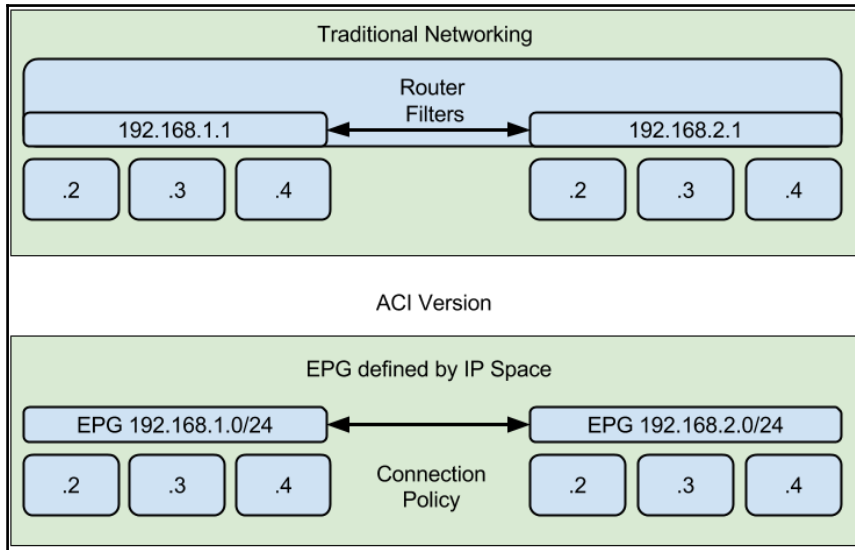 Traditional Networking
Router
Filters
192.168.1.1
192.168.2.1
.2
.3
.4
.2
.3
.4
ACI Version
EPG defined by IP Space
EPG 192.168.1.0/24
EPG 192.168.2.0/24
.2
.3
.4
Connection
Policy
.2
.3
.4